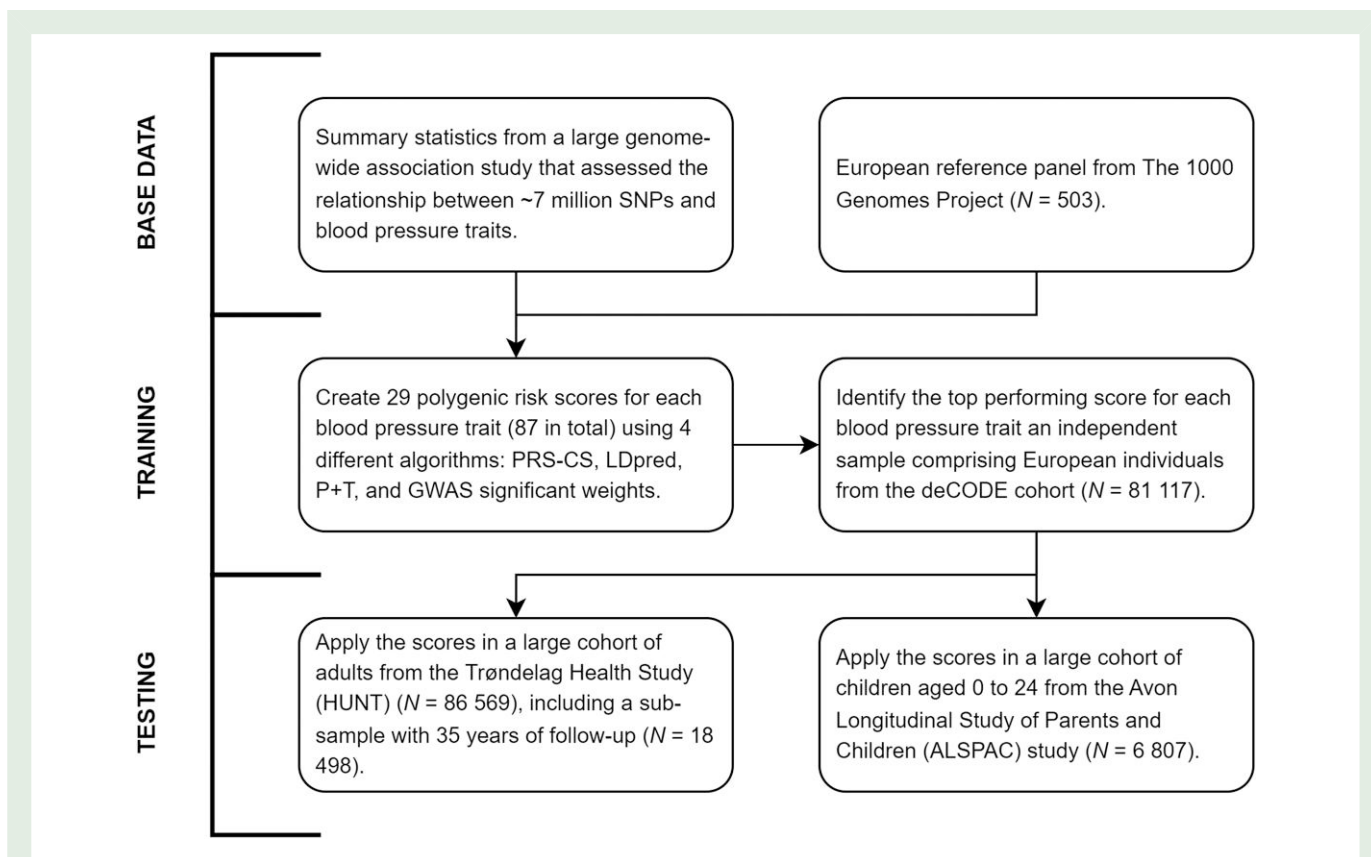 BASE DATA
Summary statistics from a large genome-
wide association study that assessed the
relationship between ~7 million SNPs and
blood pressure traits.
European reference panel from The 1000
Genomes Project (N = 503).
TRAINING
Create 29 polygenic risk scores for each
blood pressure trait (87 in total) using 4
different algorithms: PRS-CS, LDpred,
P+T, and GWAS significant weights.
Identify the top performing score for each
blood pressure trait an independent
sample comprising European individuals
from the deCODE cohort (N = 81 117).
TESTING
Apply the scores in a large cohort of
adults from the Trøndelag Health Study
(HUNT) (N = 86 569), including a sub-
sample with 35 years of follow-up (N = 18
498).
Apply the scores in a large cohort of
children aged 0 to 24 from the Avon
Longitudinal Study of Parents and
Children (ALSPAC) study (N = 6 807).